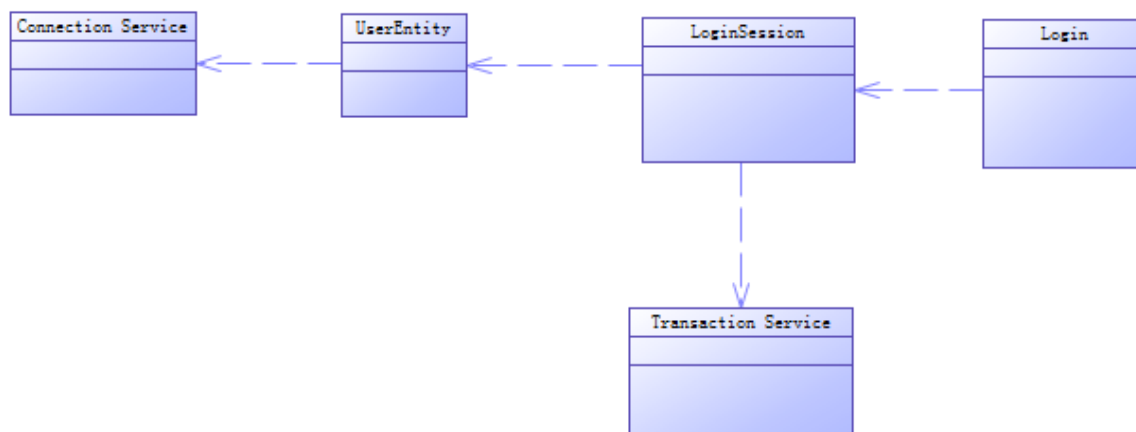 Connection Service
UserEntity
LoginSession
Login
Transaction Service